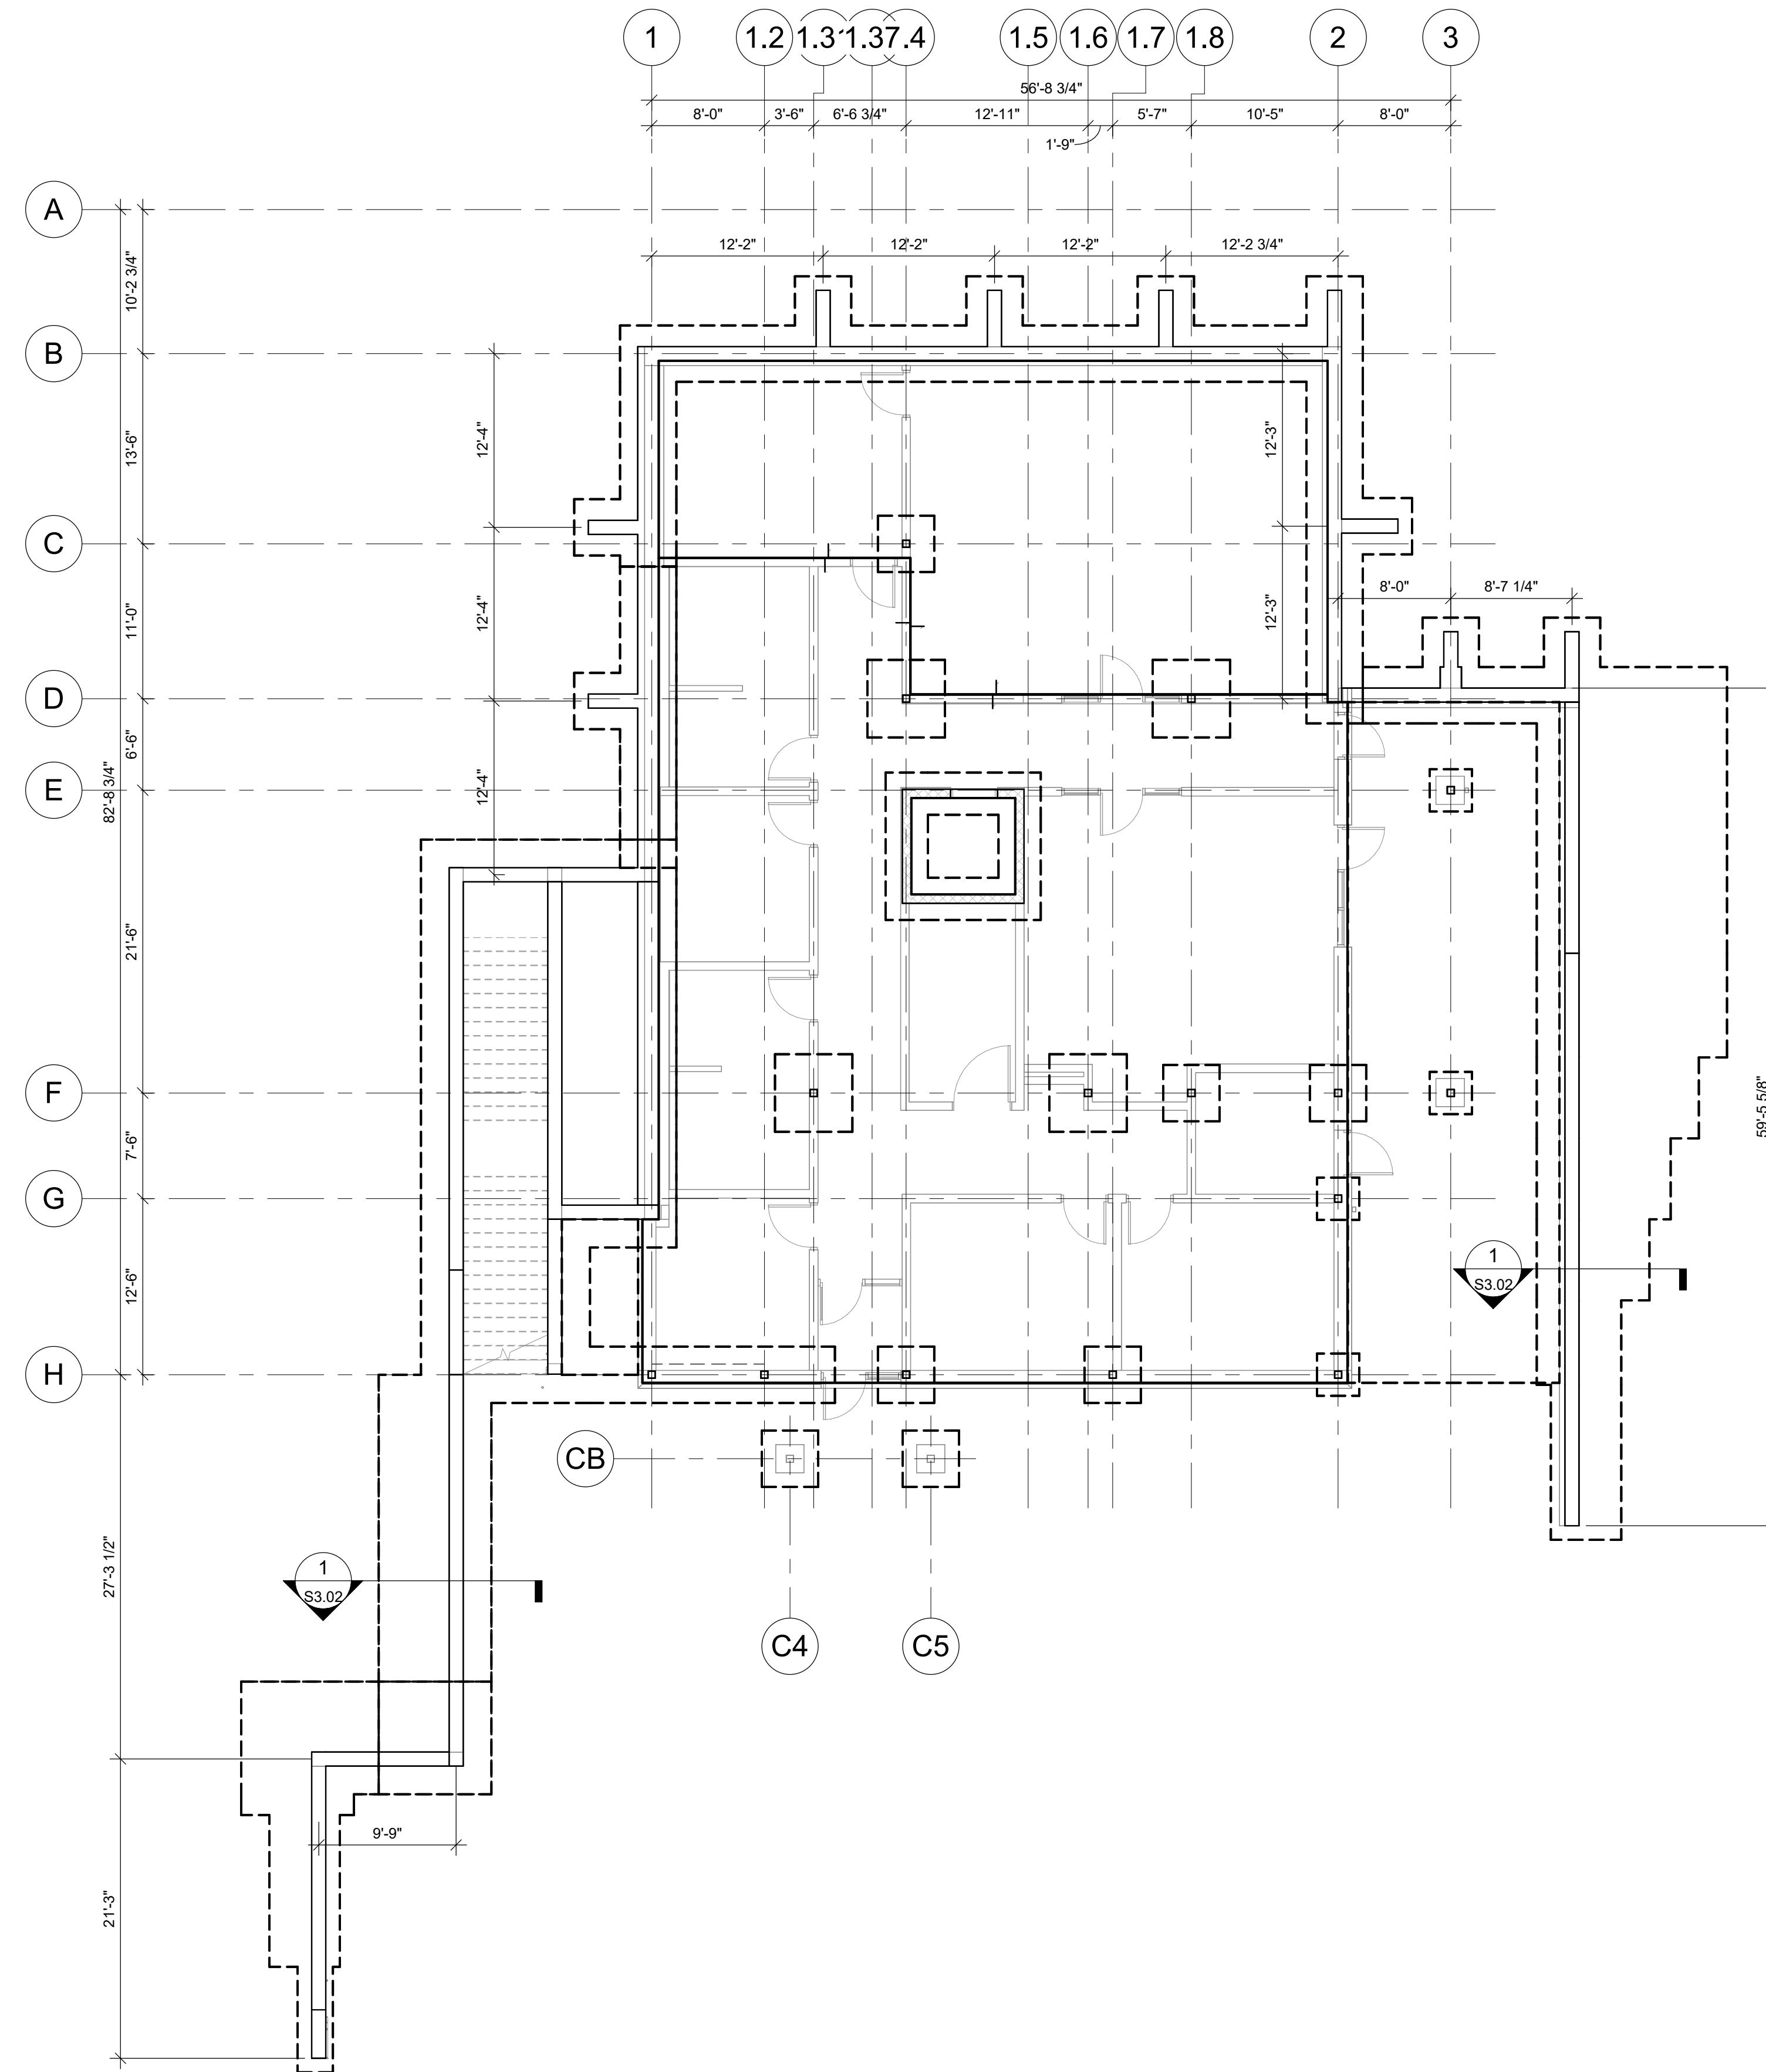 1 1.2 1.3 1.37 .4 1.5 1.6 1.7 1.8 2 3
56'-8 3/4"
8'-0" 3'-6" 6'-6 3/4" 12'-11" 5'-7" 10'-5" 8'-0"
1'-9"
A
12'-2" 12'-2" 12'-2" 12'-2 3/4"
10'-2 3/4"
B
13'-6"
12'-4"
12'-3"
C
11'-0"
12'-4"
12'-3"
8'-0" 8'-7 1/4"
D
6'-6"
82'-8 3/4"
12'-4"
E
21'-6"
F
59'-5 5/8"
7'-6"
G
12'-6"
1
S3.02
H
CB
27'-3 1/2"
1
S3.02
C4 C5
9'-9"
21'-3"